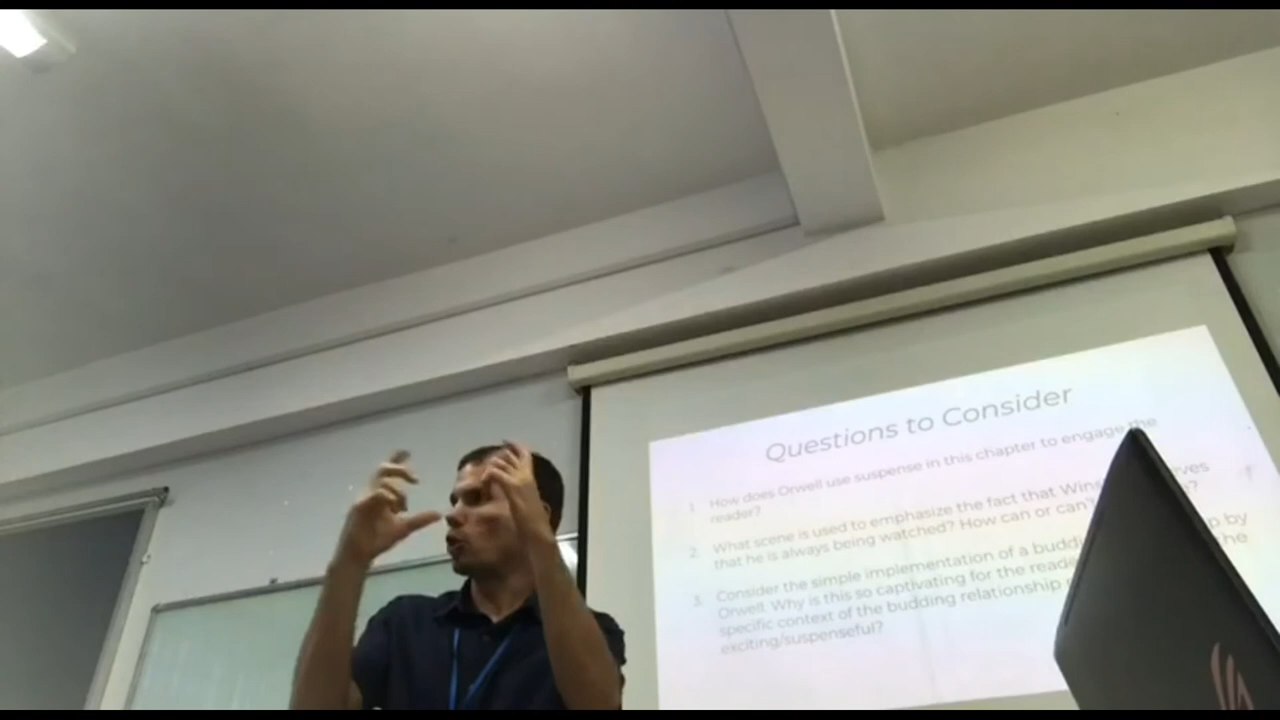 Questions to Consider
1. How does Orwell use suspense in this chapter to engage the
reader?
2. What scene is used to emphasize the fact that
that he is always being watched? How can or can'
3. Consider the simple implementation of a by
Orwell. Why is this so captivating for the the
specific context of the budding relationship
exciting/suspenseful?